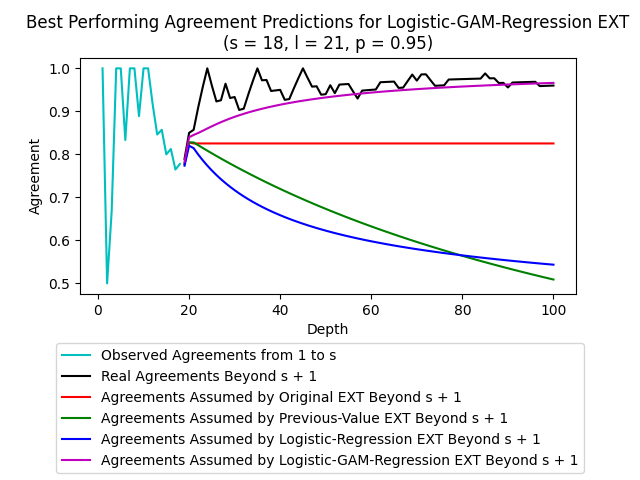 Best Performing Agreement Predictions for Logistic-GAM-Regression EXT
(s = 18, l = 21, p = 0.95)
1.0
0.9
0.8
0.7
0.6
0.5
Agreement
0 20 40 60 80 100
Depth
Observed Agreements from 1 to s
Real Agreements Beyond s + 1
Agreements Assumed by Original EXT Beyond s + 1
Agreements Assumed by Previous-Value EXT Beyond s + 1
Agreements Assumed by Logistic-Regression EXT Beyond s + 1
Agreements Assumed by Logistic-GAM-Regression EXT Beyond s + 1